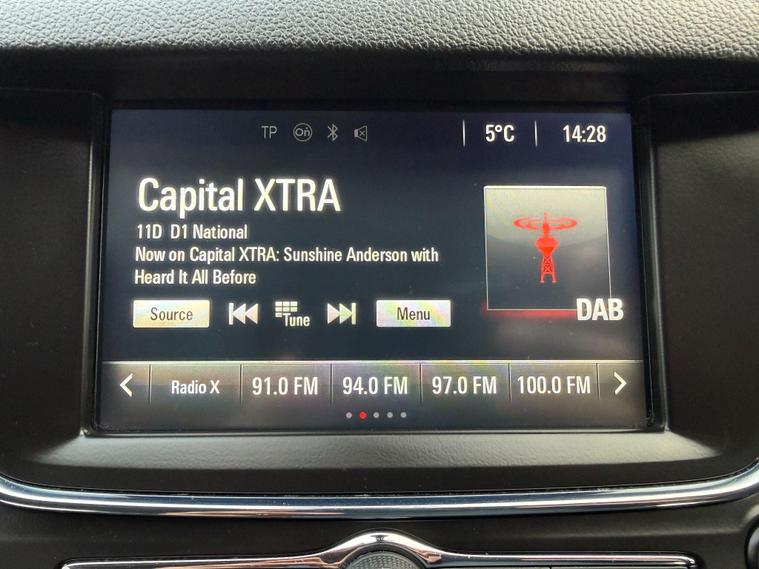 TP On 5°C 14:28
Capital XTRA
11D D1 National
Now on Capital XTRA: Sunshine Anderson with
Heard It All Before
Source Tune Menu
DAB
Radio X 91.0 FM 94.0 FM 97.0 FM 100.0 FM